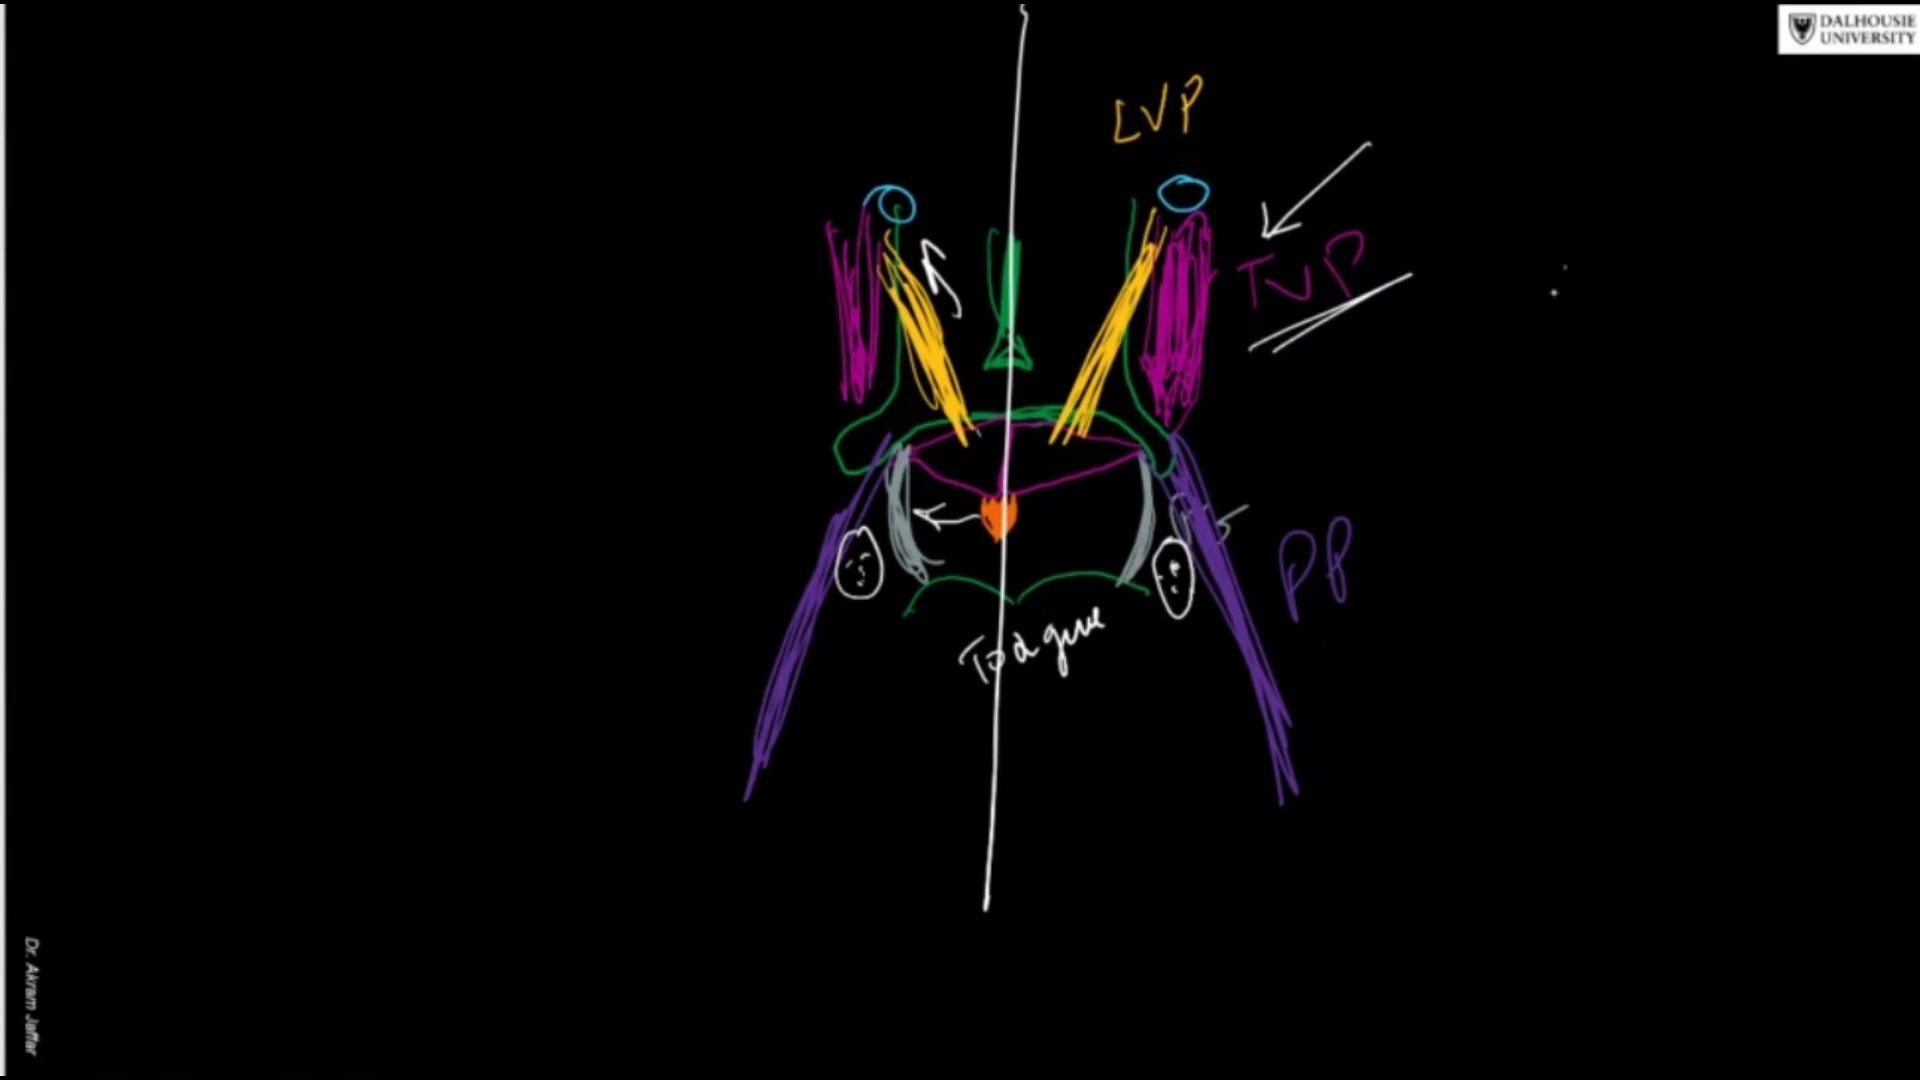 DALHOUSIE
UNIVERSITY
LVP
TVP
PP
Tongue
Dr. Akram Jaffar